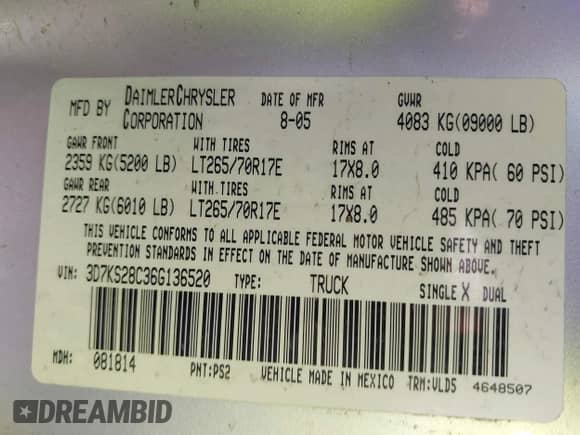 MFD BY DAIMLERCHRYSLER CORPORATION DATE OF MFR 8-05 GVWR 4083 KG(09000 LB)
GAWR FRONT WITH TIRES RIMS AT COLD
2359 KG(5200 LB) LT265/70R17E 17X8.0 410 KPA( 60 PSI)
GAWR REAR WITH TIRES RIMS AT COLD
2727 KG(6010 LB) LT265/70R17E 17X8.0 485 KPA( 70 PSI)
THIS VEHICLE CONFORMS TO ALL APPLICABLE FEDERAL MOTOR VEHICLE SAFETY AND THEFT
PREVENTION STANDARDS IN EFFECT ON THE DATE OF MANUFACTURE SHOWN ABOVE.
VIN: 3D7KS28C36G136520 TYPE: TRUCK SINGLE X DUAL
MDH: 081814 PNT:PS2 VEHICLE MADE IN MEXICO TRM:VLD5 4648507
DREAMBID